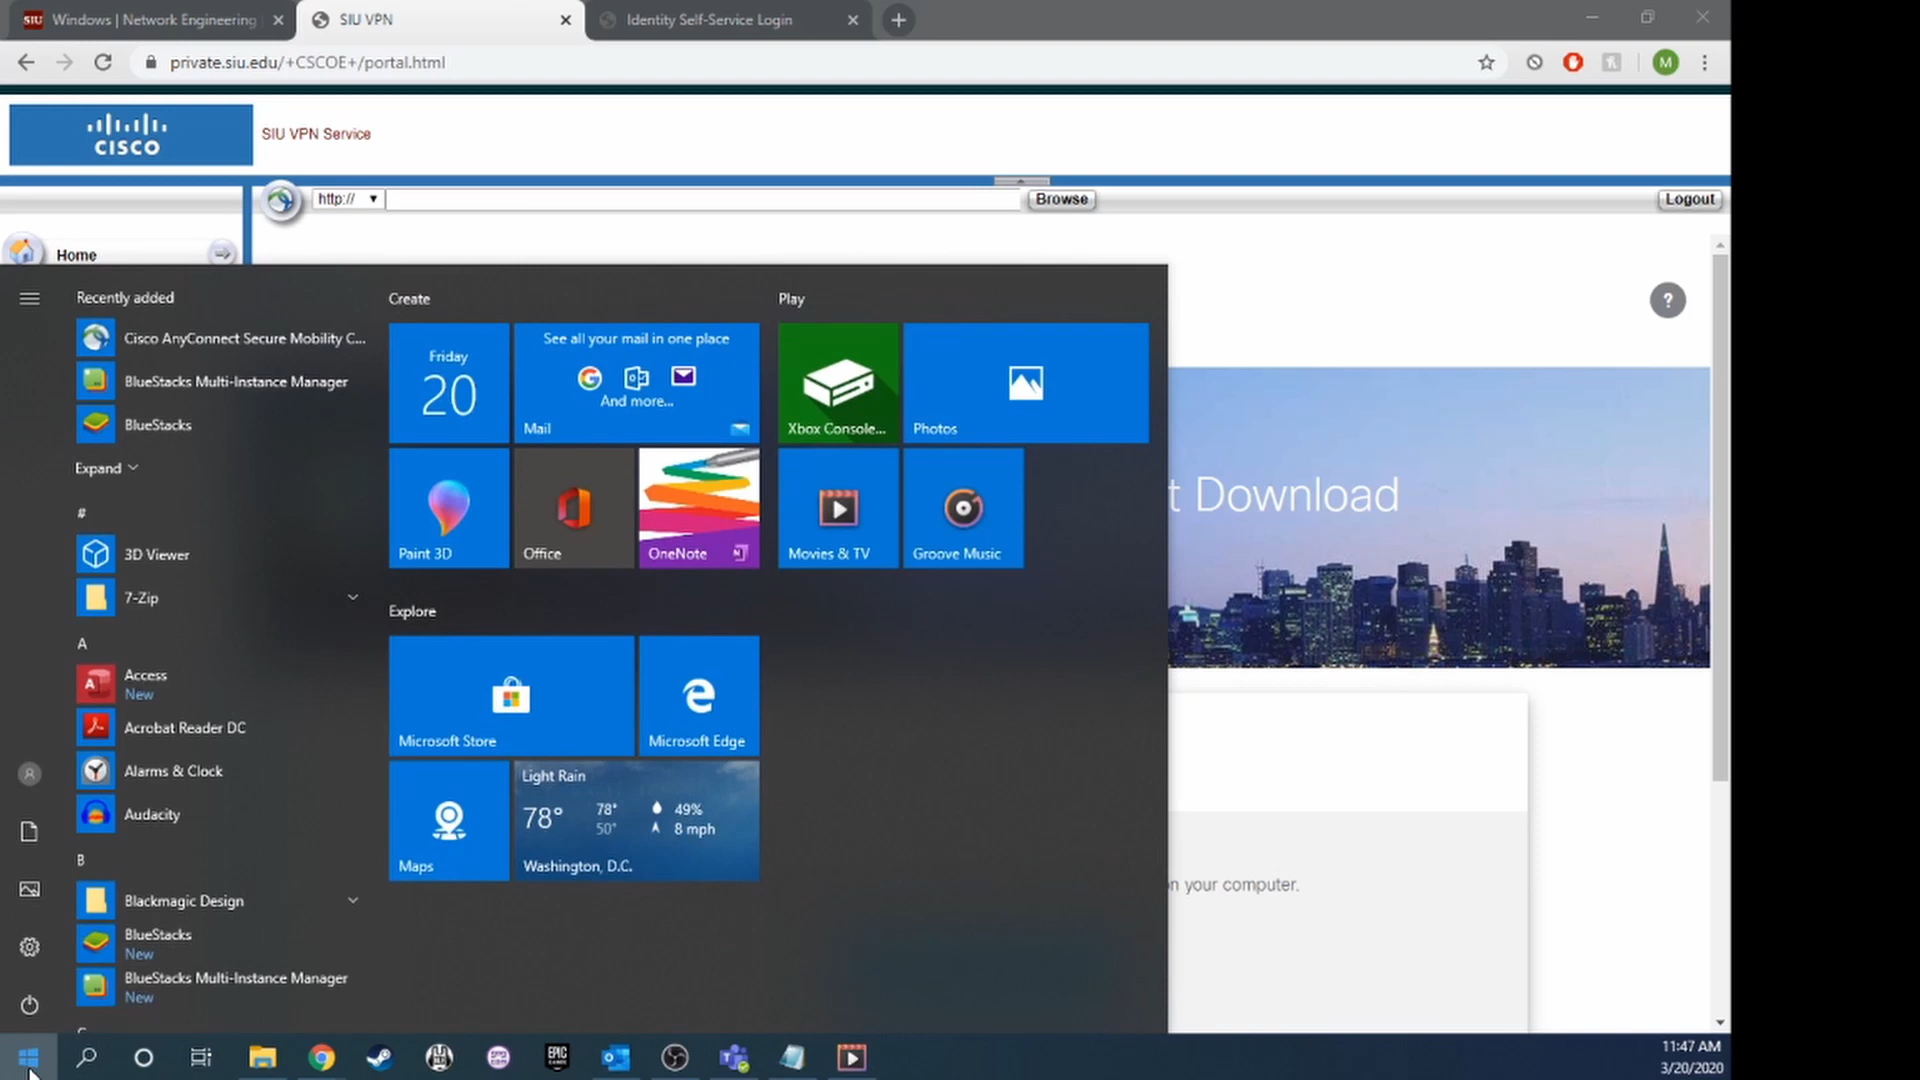 SIU Windows | Network Engineering
SIU VPN
Identity Self-Service Login
private.siu.edu/+CSCOE+/portal.html
M
CISCO
SIU VPN Service
http://
Browse
Logout
Home
Recently added
Cisco AnyConnect Secure Mobility C...
BlueStacks Multi-Instance Manager
BlueStacks
Expand
#
3D Viewer
7-Zip
A
Access
New
Acrobat Reader DC
Alarms & Clock
Audacity
B
Blackmagic Design
BlueStacks
New
BlueStacks Multi-Instance Manager
New
Create
Friday
20
See all your mail in one place
And more...
Mail
Paint 3D
Office
OneNote
Explore
Microsoft Store
Microsoft Edge
Maps
Light Rain
78° 78° 49%
50° 8 mph
Washington, D.C.
Play
Xbox Console...
Photos
Movies & TV
Groove Music
?
t Download
n your computer.
EPIC
GAMES
11:47 AM
3/20/2020